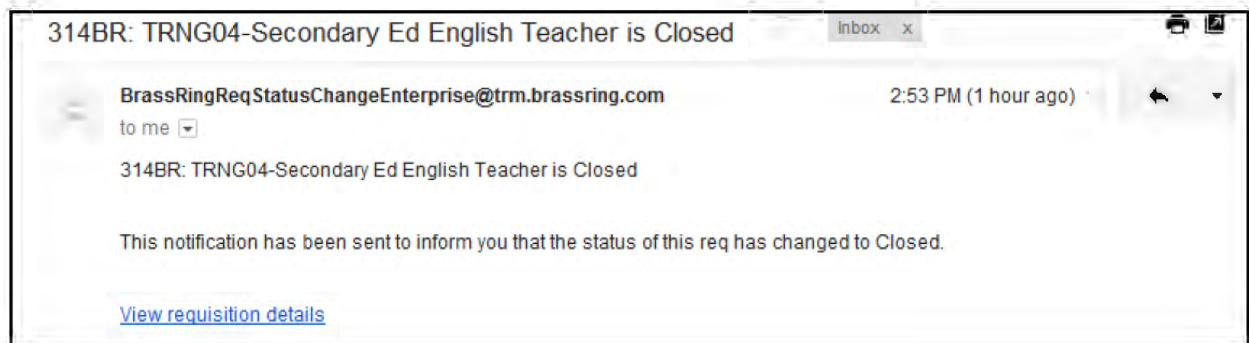 314BR: TRNG04-Secondary Ed English Teacher is Closed
Inbox x
BrassRingReqStatusChangeEnterprise@trm.brassring.com
2:53 PM (1 hour ago)
to me
314BR: TRNG04-Secondary Ed English Teacher is Closed
This notification has been sent to inform you that the status of this req has changed to Closed.
View requisition details